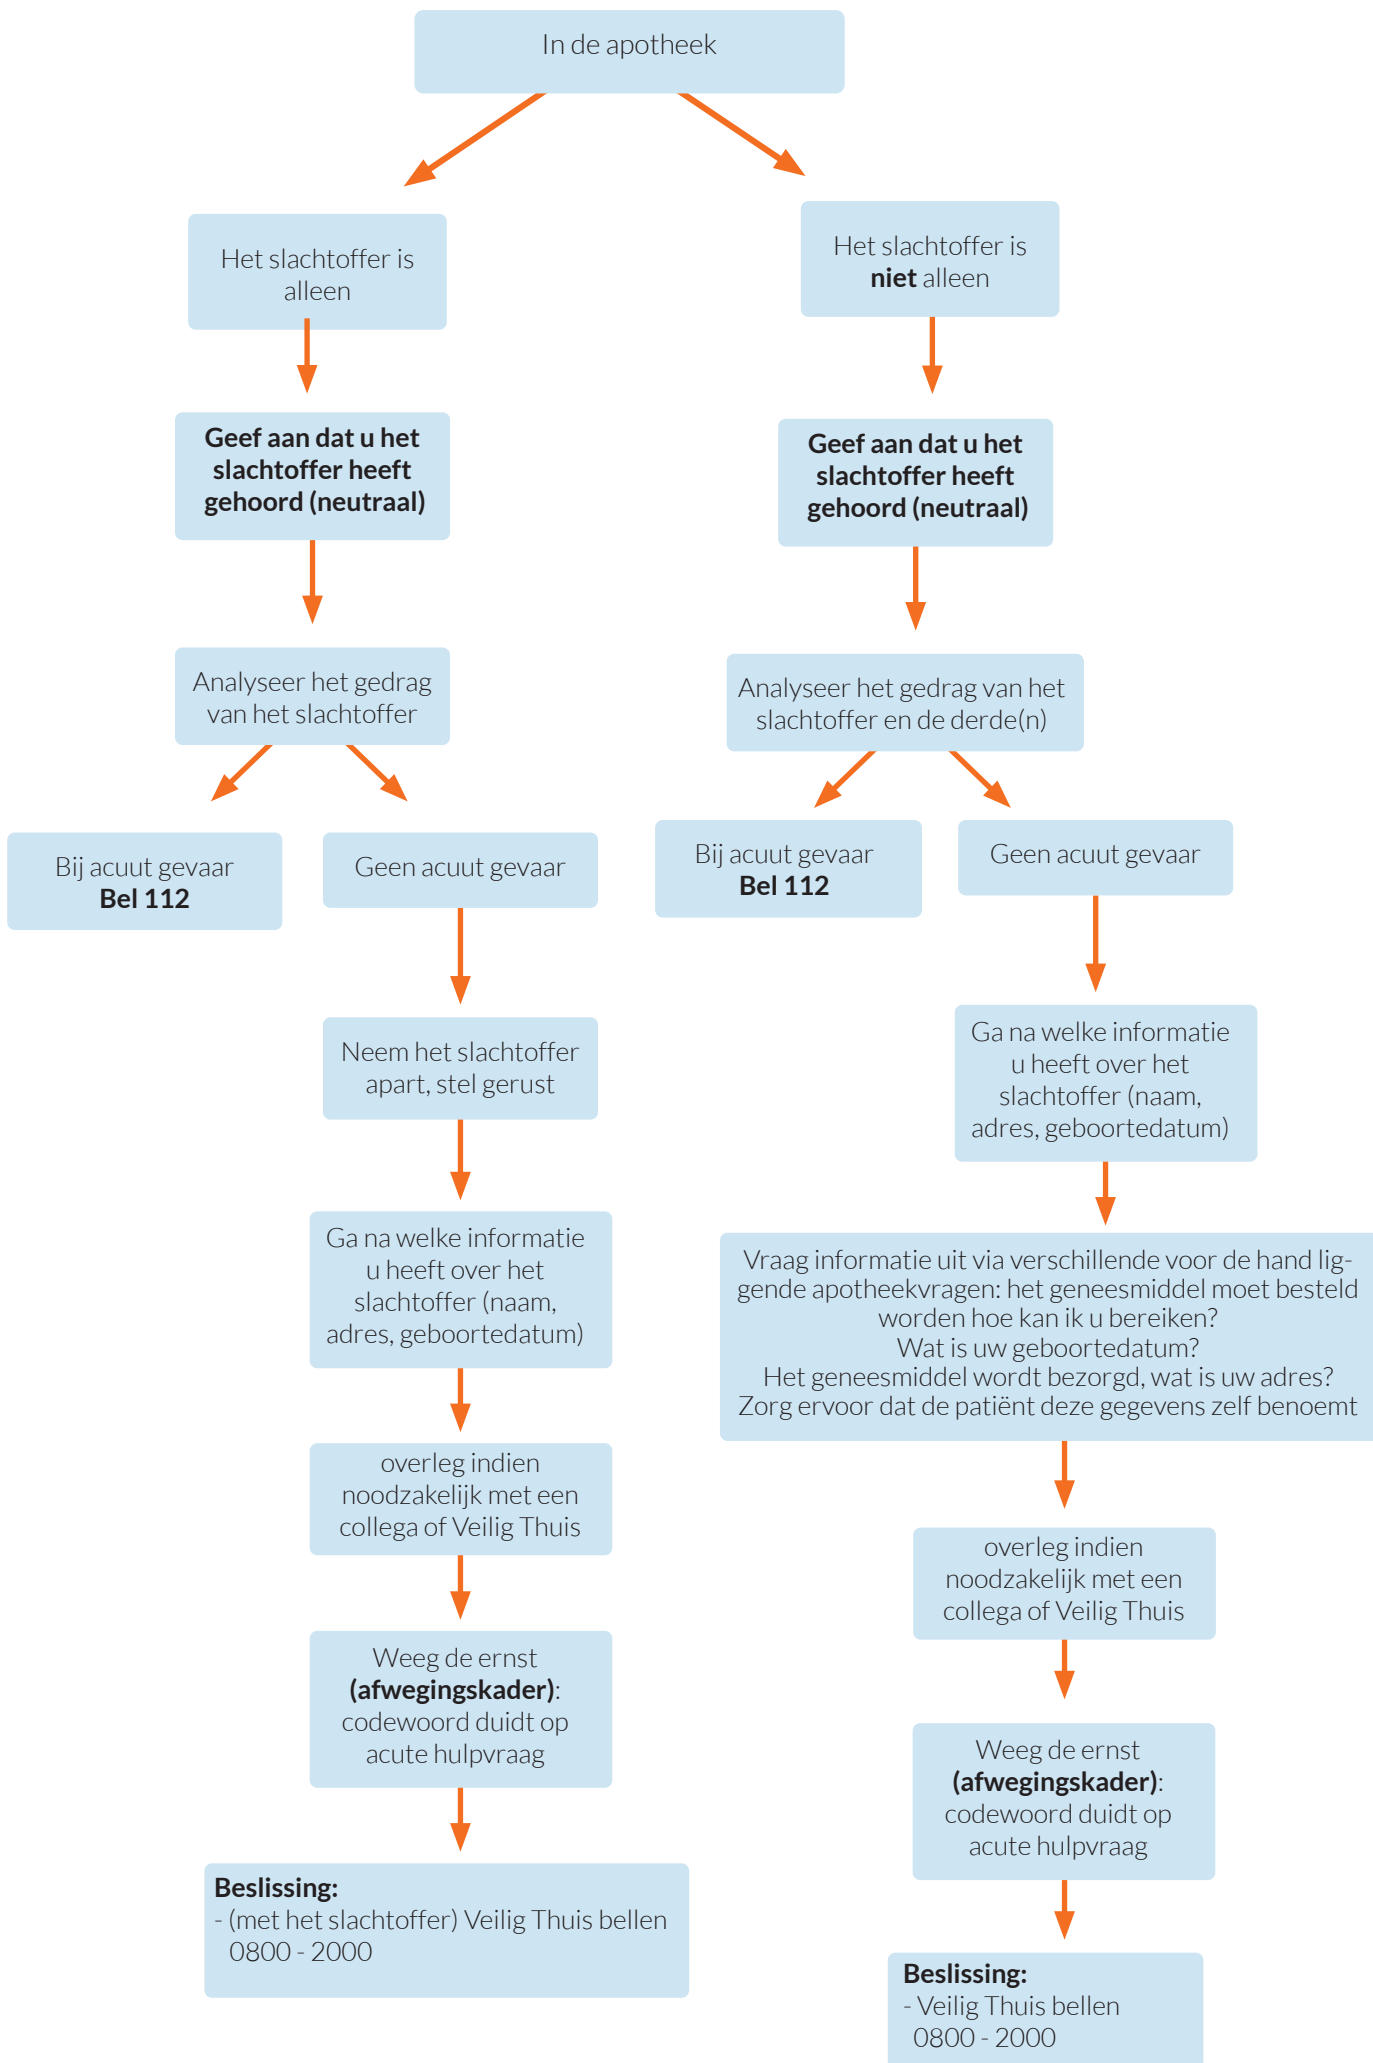 In de apotheek
Het slachtoffer is
alleen
Het slachtoffer is
niet alleen
Geef aan dat u het
slachtoffer heeft
gehoord (neutraal)
Geef aan dat u het
slachtoffer heeft
gehoord (neutraal)
Analyseer het gedrag
van het slachtoffer
Analyseer het gedrag van het
slachtoffer en de derde(n)
Bij acuut gevaar
Bel 112
Geen acuut gevaar
Bij acuut gevaar
Bel 112
Geen acuut gevaar
Neem het slachtoffer
apart, stel gerust
Ga na welke informatie
u heeft over het
slachtoffer (naam,
adres, geboortedatum)
Ga na welke informatie
u heeft over het
slachtoffer (naam,
adres, geboortedatum)
Vraag informatie uit via verschillende voor de hand lig-
gende apotheekvragen: het geneesmiddel moet besteld
worden hoe kan ik u bereiken?
Wat is uw geboortedatum?
Het geneesmiddel wordt bezorgd, wat is uw adres?
Zorg ervoor dat de patiënt deze gegevens zelf benoemt
overleg indien
noodzakelijk met een
collega of Veilig Thuis
overleg indien
noodzakelijk met een
collega of Veilig Thuis
Weeg de ernst
(afwegingskader):
codewoord duidt op
acute hulpvraag
Weeg de ernst
(afwegingskader):
codewoord duidt op
acute hulpvraag
Beslissing:
- (met het slachtoffer) Veilig Thuis bellen
0800 - 2000
Beslissing:
- Veilig Thuis bellen
0800 - 2000